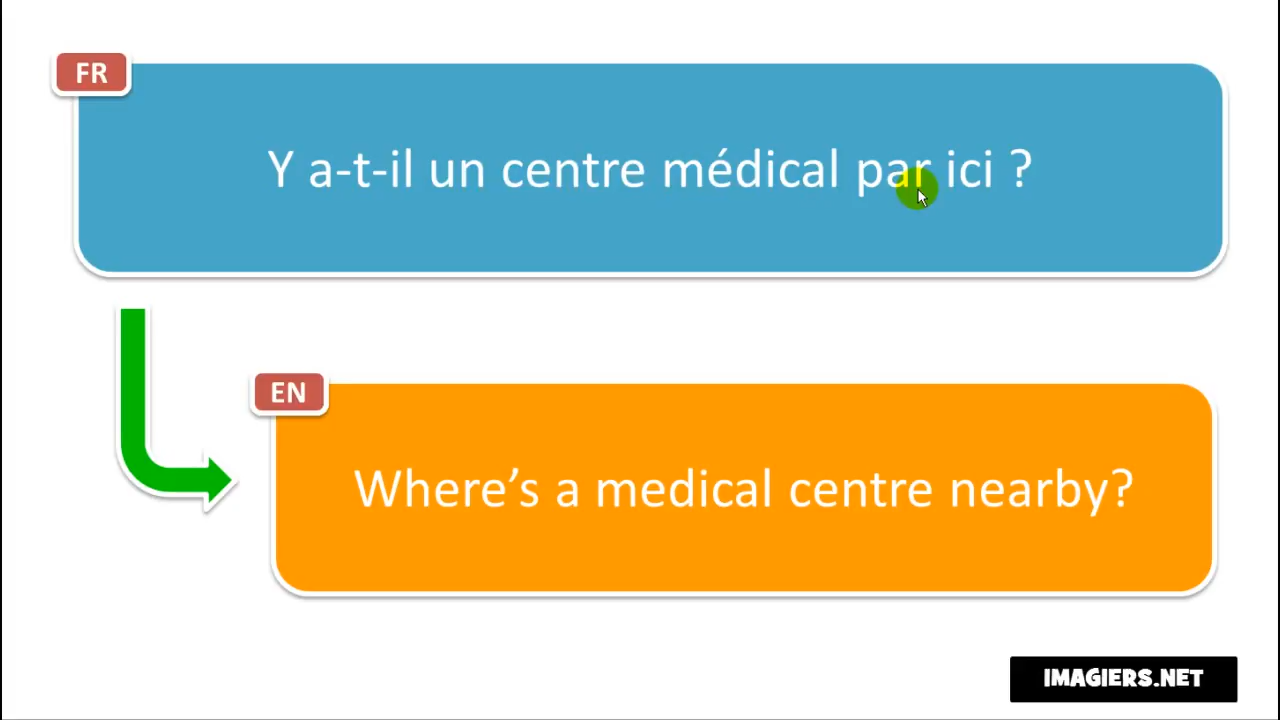 FR
Y a-t-il un centre médical par ici ?
EN
Where’s a medical centre nearby?
IMAGIERS.NET